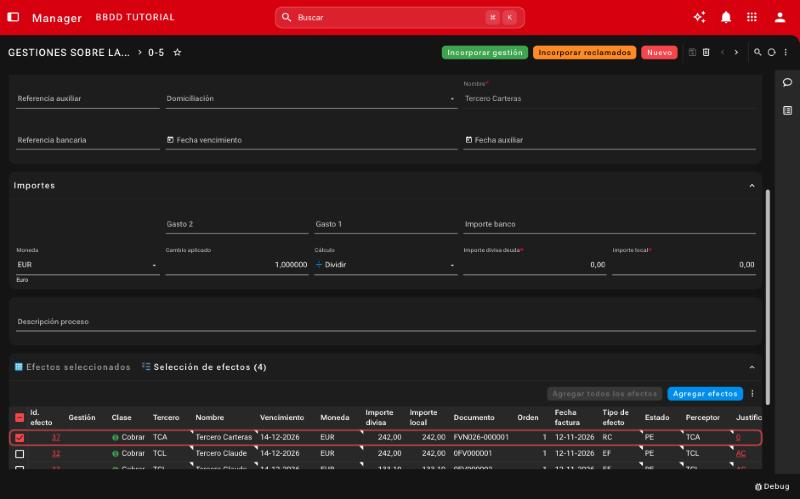 Manager
BBDD TUTORIAL
Buscar
⌘ K
GESTIONES SOBRE LA... > 0-5
Incorporar gestión
Incorporar reclamados
Nuevo
Nombre*
Referencia auxiliar
Domiciliación
Tercero Carteras
Referencia bancaria
Fecha vencimiento
Fecha auxiliar
Importes
Gasto 2
Gasto 1
Importe banco
Moneda
Cambio aplicado
Cálculo
Importe divisa deuda*
Importe local*
EUR
1,000000
÷ Dividir
0,00
0,00
Euro
Descripción proceso
Efectos seleccionados
Selección de efectos (4)
Agregar todos los efectos
Agregar efectos
Id. efecto Gestión Clase Tercero Nombre Vencimiento Moneda Importe divisa Importe local Documento Orden Fecha factura Tipo de efecto Estado Perceptor Justific
37 Cobrar TCA Tercero Carteras 14-12-2026 EUR 242,00 242,00 FVN026-000001 1 12-11-2026 RC PE TCA 0
32 Cobrar TCL Tercero Claude 14-12-2026 EUR 242,00 242,00 0FV000001 1 12-11-2026 EF PE TCL AC
Debug